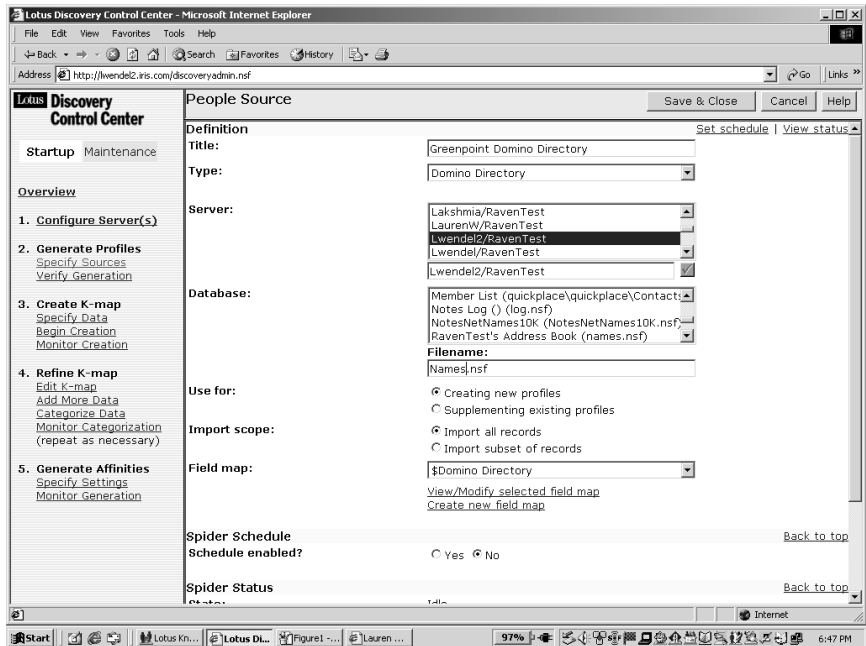 Lotus Discovery Control Center - Microsoft Internet Explorer
File Edit View Favorites Tools Help
Back Search Favorites History
Address http://lwendel2.iris.com/discoveryadmin.nsf Go Links »
Lotus Discovery Control Center
Startup Maintenance
Overview
1. Configure Server(s)
2. Generate Profiles
Specify Sources
Verify Generation
3. Create K-map
Specify Data
Begin Creation
Monitor Creation
4. Refine K-map
Edit K-map
Add More Data
Categorize Data
Monitor Categorization
(repeat as necessary)
5. Generate Affinities
Specify Settings
Monitor Generation
People Source Save & Close Cancel Help
Definition Set schedule | View status
Title: Greenpoint Domino Directory
Type: Domino Directory
Server: Lakshmia/RavenTest
LaurenW/RavenTest
Lwendel2/RavenTest
Lwendel/RavenTest
Lwendel2/RavenTest
Database: Member List (quickplace\quickplace\Contacts
Notes Log () (log.nsf)
NotesNetNames10K (NotesNetNames10K.nsf)
RavenTest's Address Book (names.nsf)
Filename:
Names.nsf
Use for: Creating new profiles
Supplementing existing profiles
Import scope: Import all records
Import subset of records
Field map: $Domino Directory
View/Modify selected field map
Create new field map
Spider Schedule Back to top
Schedule enabled? Yes No
Spider Status Back to top
State: Idle
Internet
Start Lotus Kn... Lotus Di... Figure1 -... Lauren ... 97% 6:47 PM